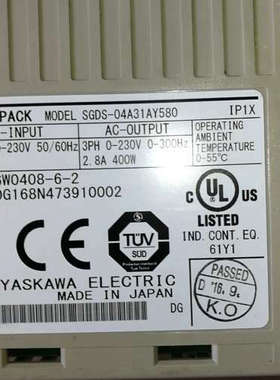 PACK MODEL SGDS-04A31AY580 IP1X
-INPUT AC-OUTPUT OPERATING
AMBIENT
TEMPERATURE
0-55°C
-230V 50/60Hz 3PH 0-230V 0-300Hz
2.8A 400W
SW0408-6-2
0G168N473910002
C UL US
LISTED
IND. CONT. EQ.
61Y1
CE
TÜV
SÜD
YASKAWA ELECTRIC
MADE IN JAPAN
DG
PASSED
D '16.9.
K.O